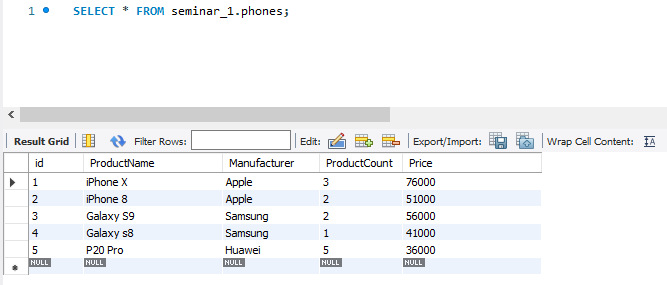 1 SELECT * FROM seminar_1.phones;
Result Grid Filter Rows: Edit: Export/Import: Wrap Cell Content:
id ProductName Manufacturer ProductCount Price
1 iPhone X Apple 3 76000
2 iPhone 8 Apple 2 51000
3 Galaxy S9 Samsung 2 56000
4 Galaxy s8 Samsung 1 41000
5 P20 Pro Huawei 5 36000
NULL NULL NULL NULL NULL